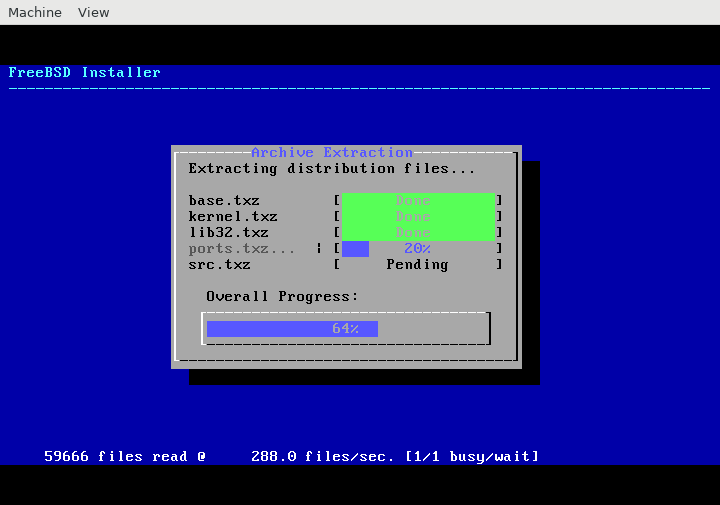 Machine View
FreeBSD Installer
Archive Extraction
Extracting distribution files...
base.txz [ Done ]
kernel.txz [ Done ]
lib32.txz [ Done ]
ports.txz... ¦ [ 20% ]
src.txz [ Pending ]
Overall Progress:
64%
59666 files read @ 288.0 files/sec. [1/1 busy/wait]